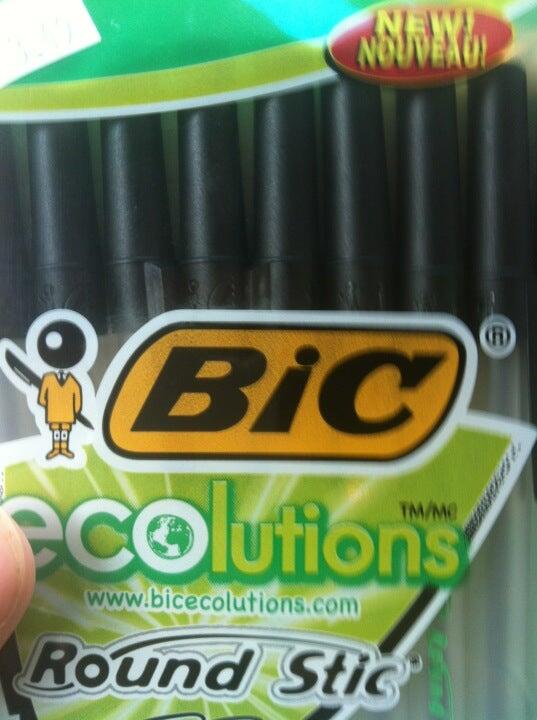 NEW!
NOUVEAU!
BiC®
ecolutions TM/MC
www.bicecolutions.com
Round Stic